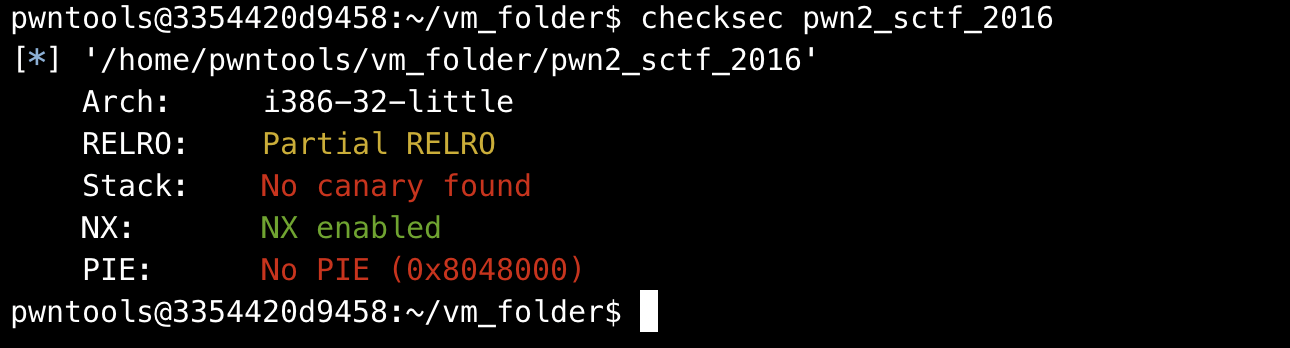 pwntools@3354420d9458:~/vm_folder$ checksec pwn2_sctf_2016
[*] '/home/pwntools/vm_folder/pwn2_sctf_2016'
    Arch:     i386-32-little
    RELRO:    Partial RELRO
    Stack:    No canary found
    NX:       NX enabled
    PIE:      No PIE (0x8048000)
pwntools@3354420d9458:~/vm_folder$